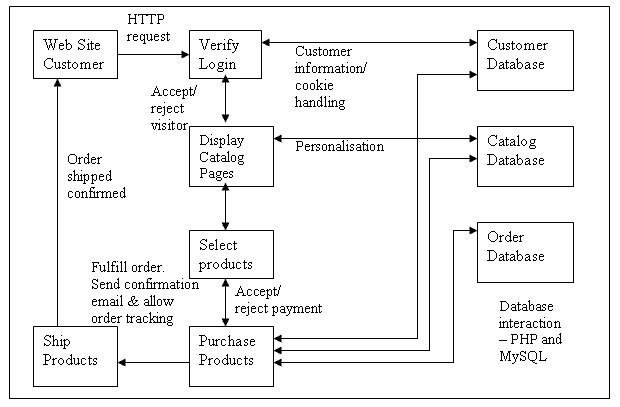 HTTP
request
Web Site
Customer
Verify
Login
Customer
information/
cookie
handling
Customer
Database
Accept/
reject
visitor
Display
Catalog
Pages
Personalisation
Catalog
Database
Order
shipped
confirmed
Select
products
Order
Database
Fulfill order.
Send confirmation
email & allow
order tracking
Accept/
reject payment
Database
interaction
– PHP and
MySQL
Ship
Products
Purchase
Products